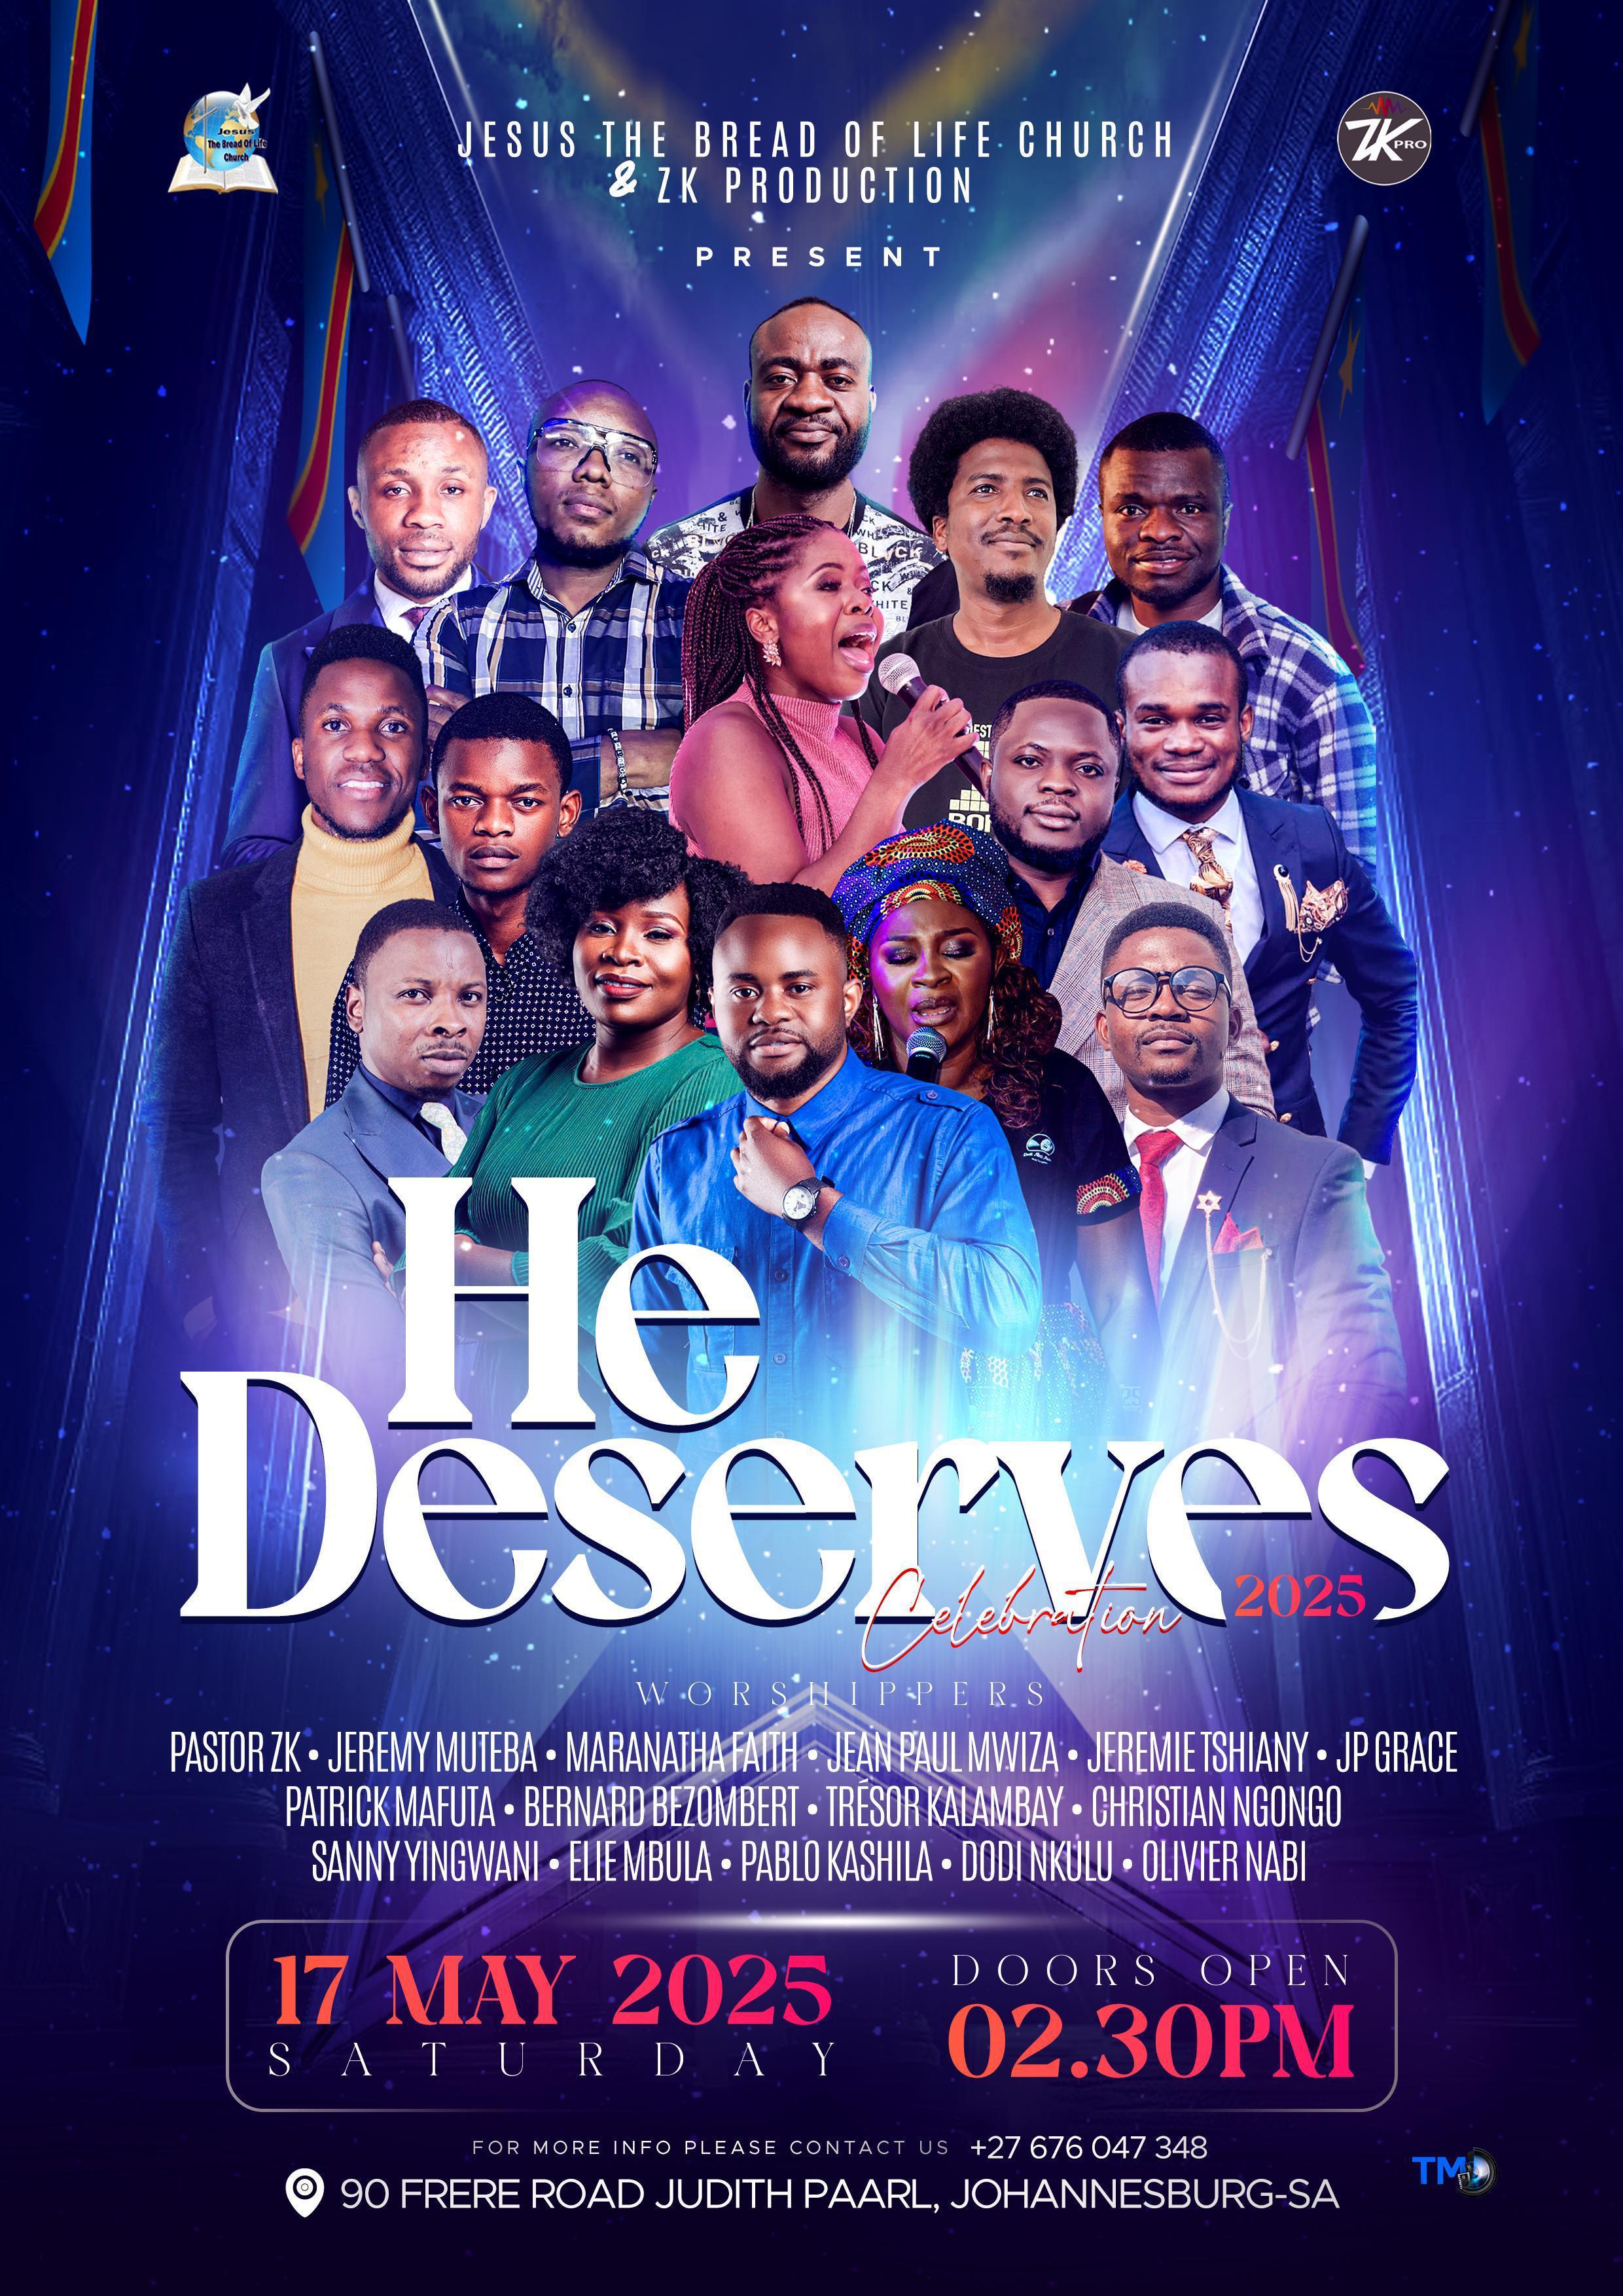 Jesus
The Bread Of Life
Church
JESUS THE BREAD OF LIFE CHURCH
& ZK PRODUCTION
ZK PRO
PRESENT
He
Deserves
Celebration 2025
WORSHIPPERS
PASTOR ZK • JEREMY MUTEBA • MARANATHA FAITH • JEAN PAUL MWIZA • JEREMIE TSHIANY • JP GRACE
PATRICK MAFUTA • BERNARD BEZOMBERT • TRÉSOR KALAMBAY • CHRISTIAN NGONGO
SANNY YINGWANI • ELIE MBULA • PABLO KASHILA • DODI NKULU • OLIVIER NABI
17 MAY 2025
SATURDAY
DOORS OPEN
02.30PM
FOR MORE INFO PLEASE CONTACT US +27 676 047 348
90 FRERE ROAD JUDITH PAARL, JOHANNESBURG-SA
TM